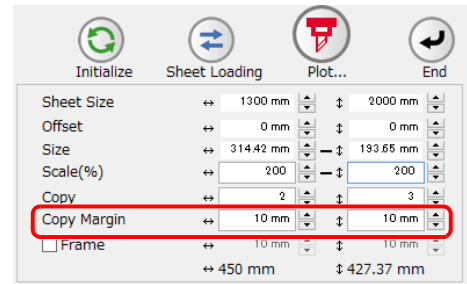 Initialize Sheet Loading Plot... End
Sheet Size ↔ 1300 mm ↕ 2000 mm
Offset ↔ 0 mm ↕ 0 mm
Size ↔ 314.42 mm ↕ 193.65 mm
Scale(%) ↔ 200 ↕ 200
Copy ↔ 2 ↕ 3
Copy Margin ↔ 10 mm ↕ 10 mm
Frame ↔ 10 mm ↕ 10 mm
↔ 450 mm ↕ 427.37 mm